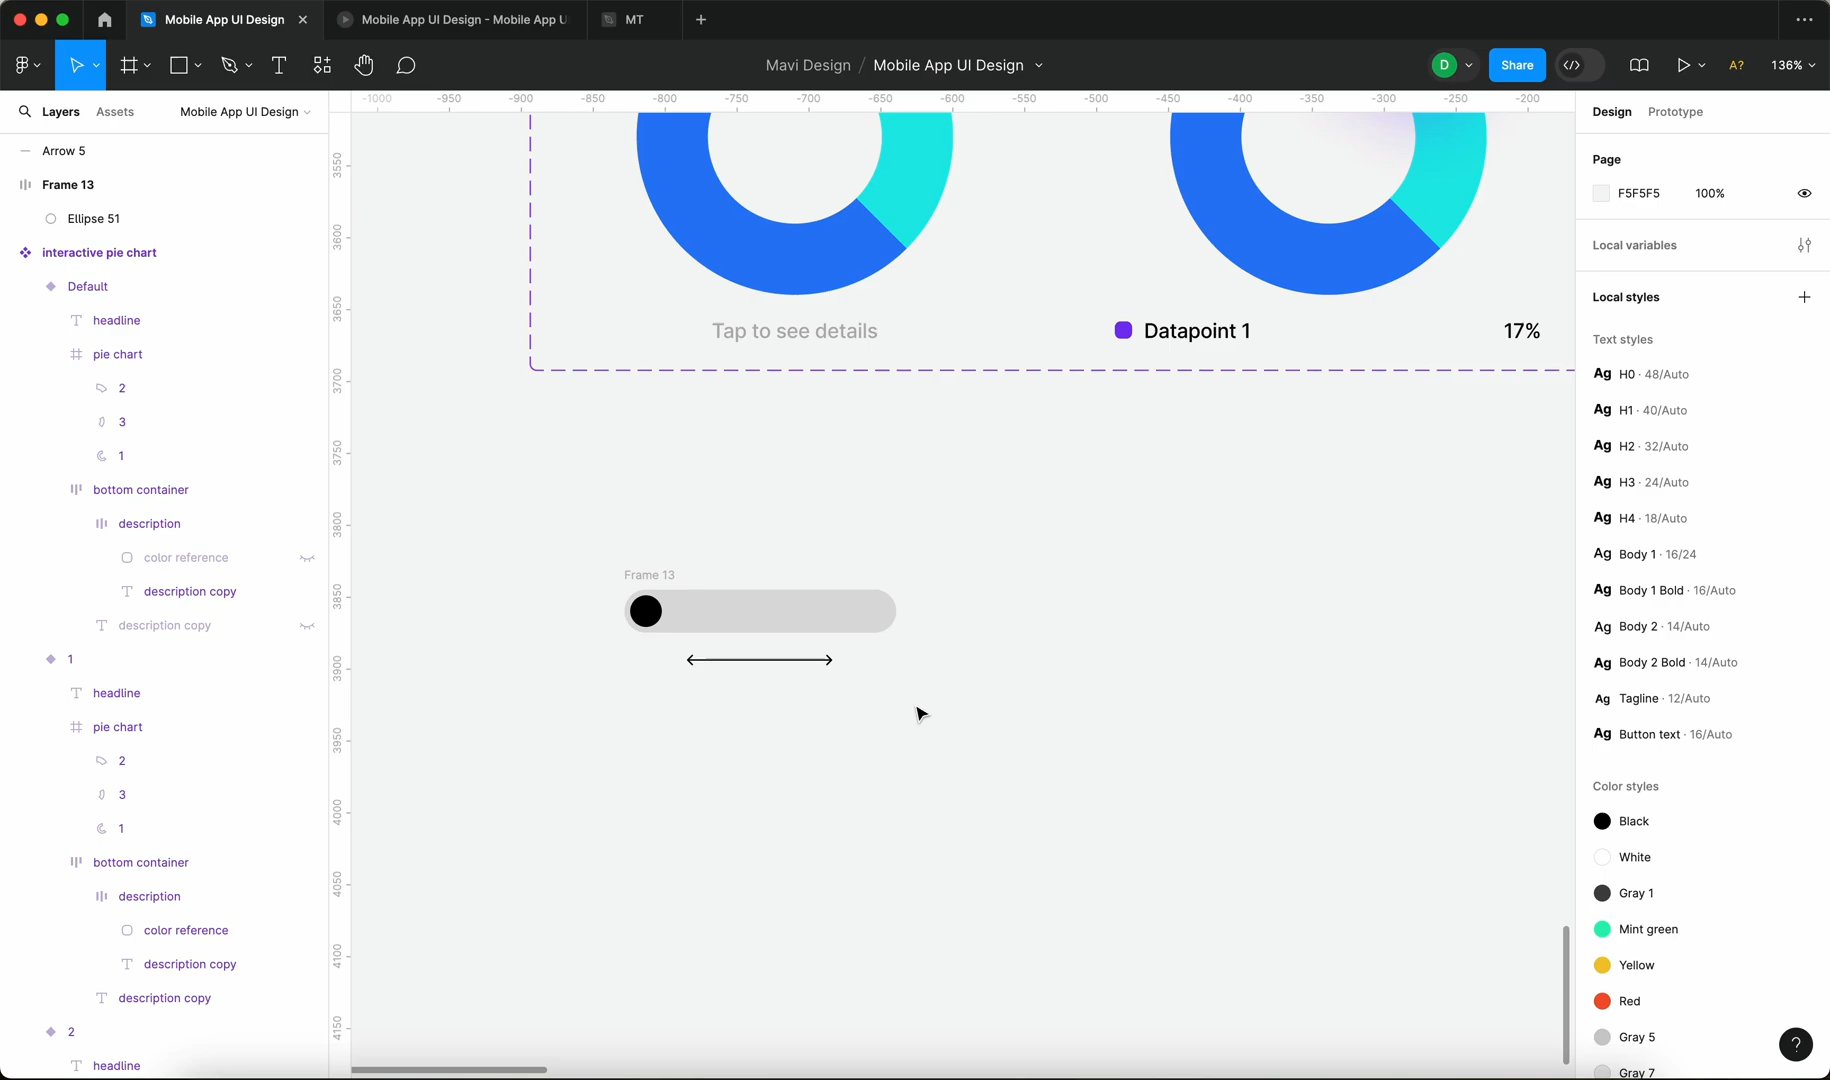 Mobile App UI Design
Mobile App UI Design - Mobile App U
MT
Mavi Design / Mobile App UI Design
D
Share
A?
136%
Layers
Assets
Mobile App UI Design
Arrow 5
Frame 13
Ellipse 51
interactive pie chart
Default
headline
pie chart
2
3
1
bottom container
description
color reference
description copy
description copy
1
headline
pie chart
2
3
1
bottom container
description
color reference
description copy
description copy
2
headline
-1000
-950
-900
-850
-800
-750
-700
-650
-600
-550
-500
-450
-400
-350
-300
-250
-200
3550
3600
3650
3700
3750
3800
3850
3900
3950
4000
4050
4100
4150
Tap to see details
Datapoint 1
17%
Frame 13
Design
Prototype
Page
F5F5F5
100%
Local variables
Local styles
Text styles
Ag H0 · 48/Auto
Ag H1 · 40/Auto
Ag H2 · 32/Auto
Ag H3 · 24/Auto
Ag H4 · 18/Auto
Ag Body 1 · 16/24
Ag Body 1 Bold · 16/Auto
Ag Body 2 · 14/Auto
Ag Body 2 Bold · 14/Auto
Ag Tagline · 12/Auto
Ag Button text · 16/Auto
Color styles
Black
White
Gray 1
Mint green
Yellow
Red
Gray 5
Gray 7
?